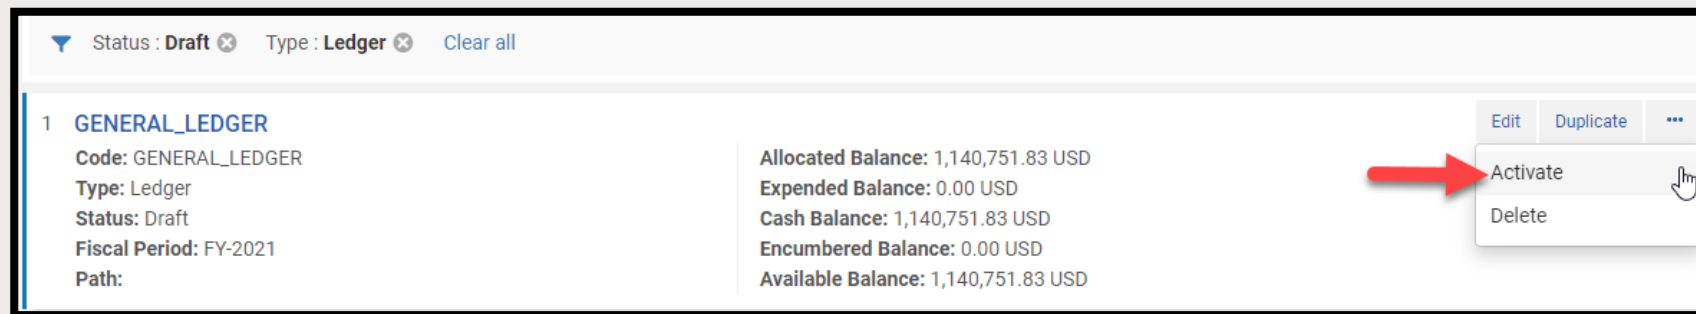 Status : Draft Type : Ledger Clear all
1 GENERAL_LEDGER Edit Duplicate •••
Code: GENERAL_LEDGER
Type: Ledger
Status: Draft
Fiscal Period: FY-2021
Path:
Allocated Balance: 1,140,751.83 USD
Expended Balance: 0.00 USD
Cash Balance: 1,140,751.83 USD
Encumbered Balance: 0.00 USD
Available Balance: 1,140,751.83 USD
Activate
Delete